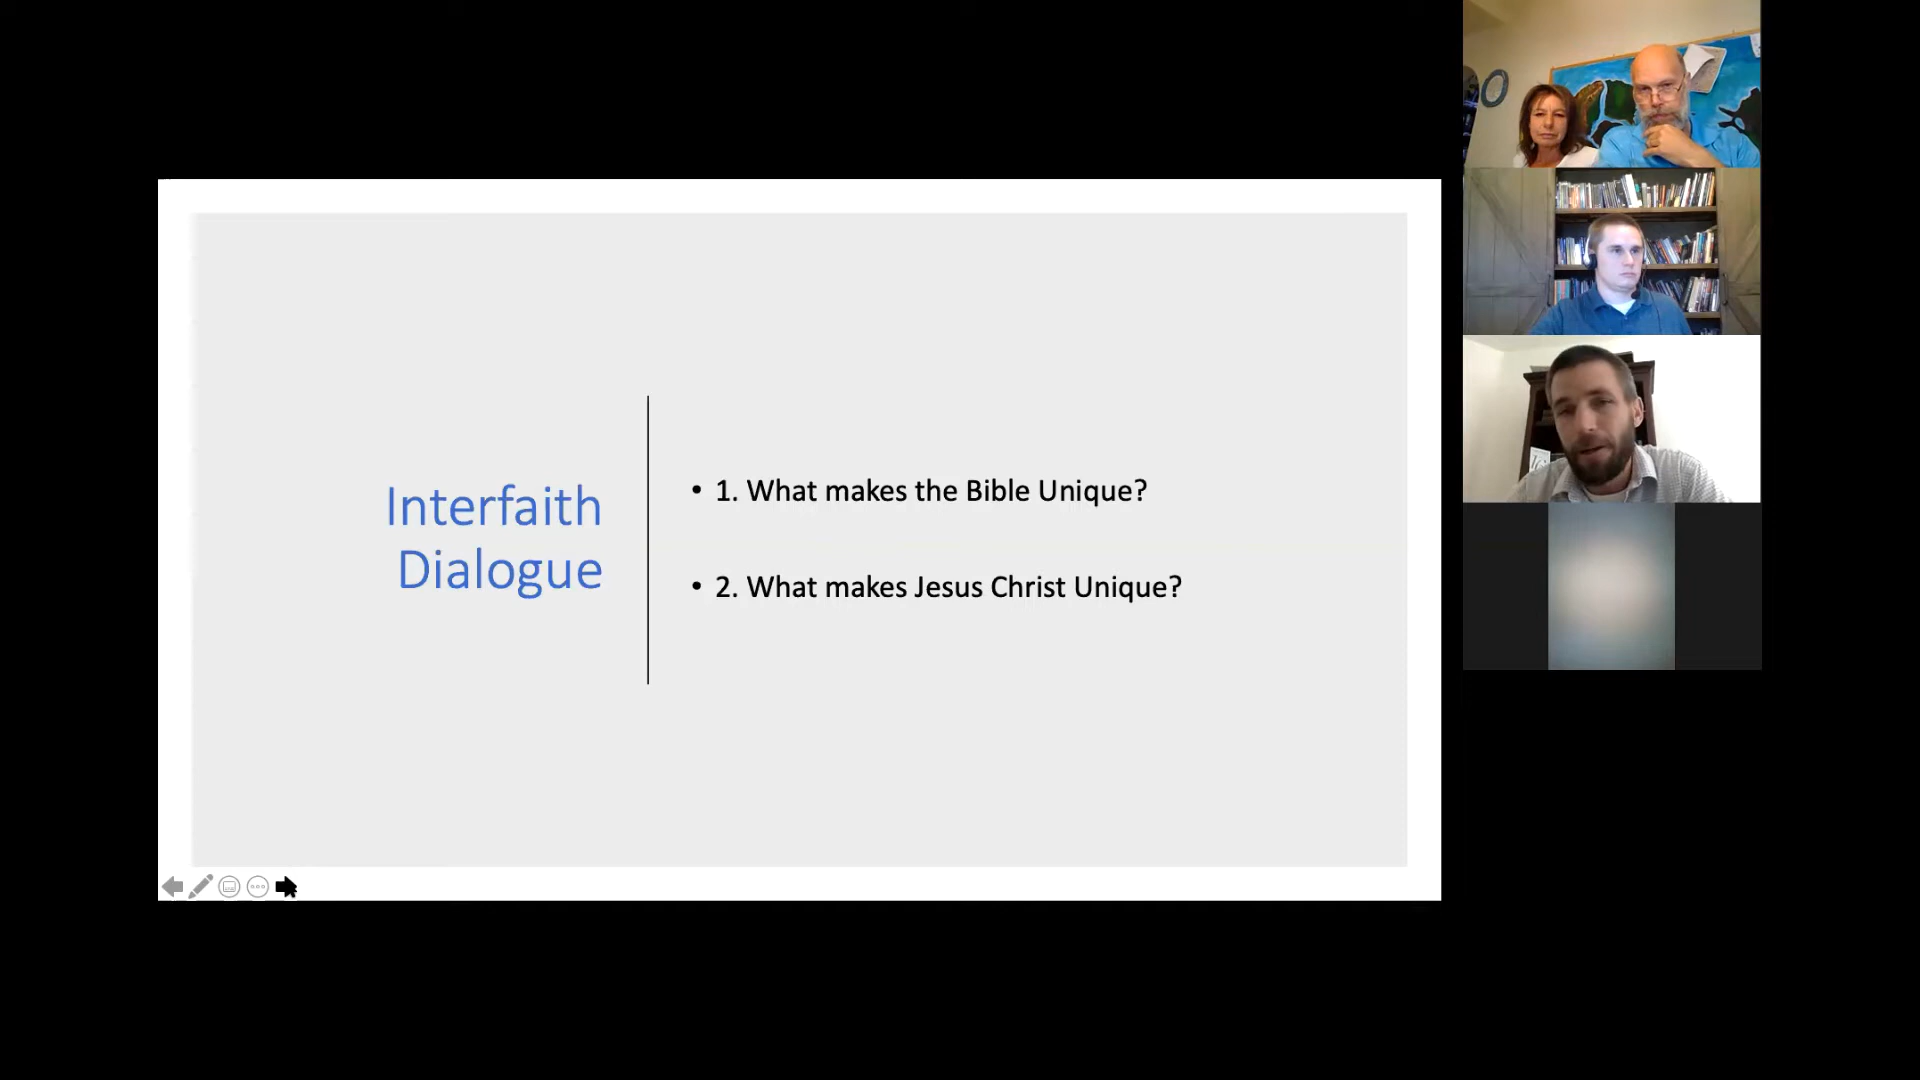 Interfaith
Dialogue
• 1. What makes the Bible Unique?
• 2. What makes Jesus Christ Unique?